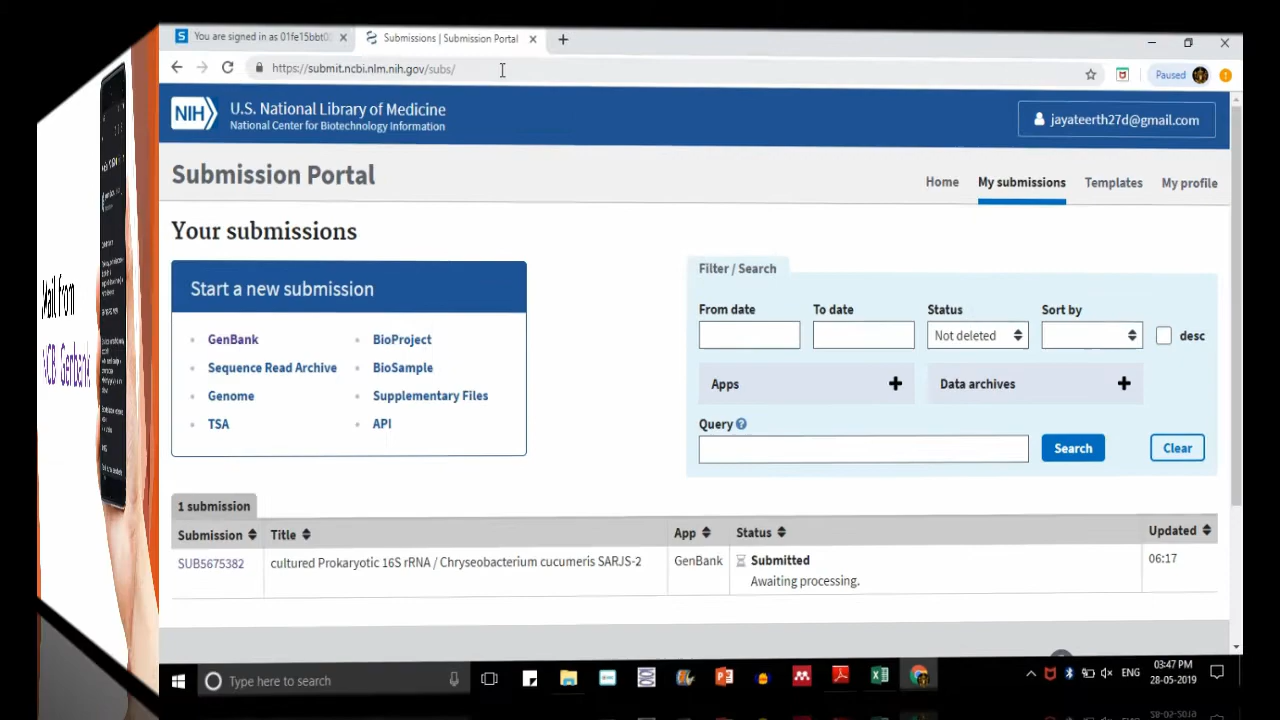 You are signed in as 01fe15bbt0
Submissions | Submission Portal
https://submit.ncbi.nlm.nih.gov/subs/
Paused
NIH
U.S. National Library of Medicine
National Center for Biotechnology Information
jayateerth27d@gmail.com
Submission Portal
Home
My submissions
Templates
My profile
Your submissions
Start a new submission
GenBank
BioProject
Sequence Read Archive
BioSample
Genome
Supplementary Files
TSA
API
Filter / Search
From date
To date
Status
Sort by
Not deleted
desc
Apps
Data archives
Query
Search
Clear
1 submission
Submission
Title
App
Status
Updated
SUB5675382
cultured Prokaryotic 16S rRNA / Chryseobacterium cucumeris SARJS-2
GenBank
Submitted
Awaiting processing.
06:17
Mail From
NCB Genbank
Type here to search
ENG
03:47 PM
28-05-2019